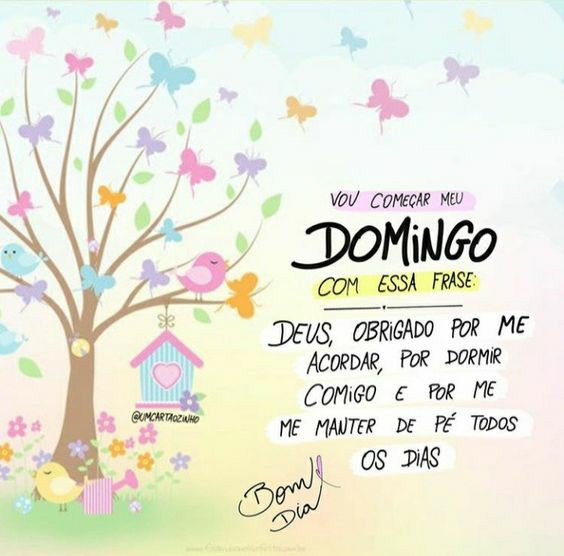 VOU COMEÇAR MEU
DOMINGO
COM ESSA FRASE:
DEUS, OBRIGADO POR ME
ACORDAR, POR DORMIR
COMIGO E POR ME
ME MANTER DE PÉ TODOS
OS DIAS
@UMCARTAOZINHO
Bom
Dia